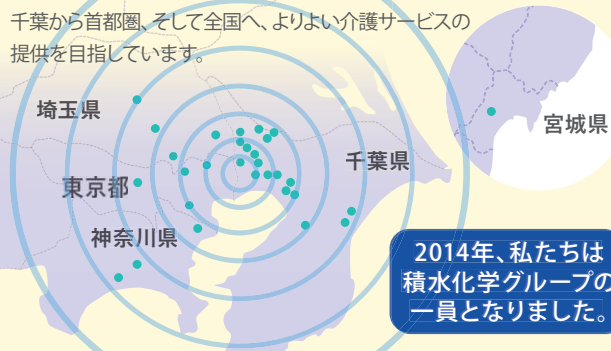 千葉から首都圏、そして全国へ、よりよい介護サービスの
提供を目指しています。
埼玉県
宮城県
千葉県
東京都
神奈川県
2014年、私たちは
積水化学グループの
一員となりました。